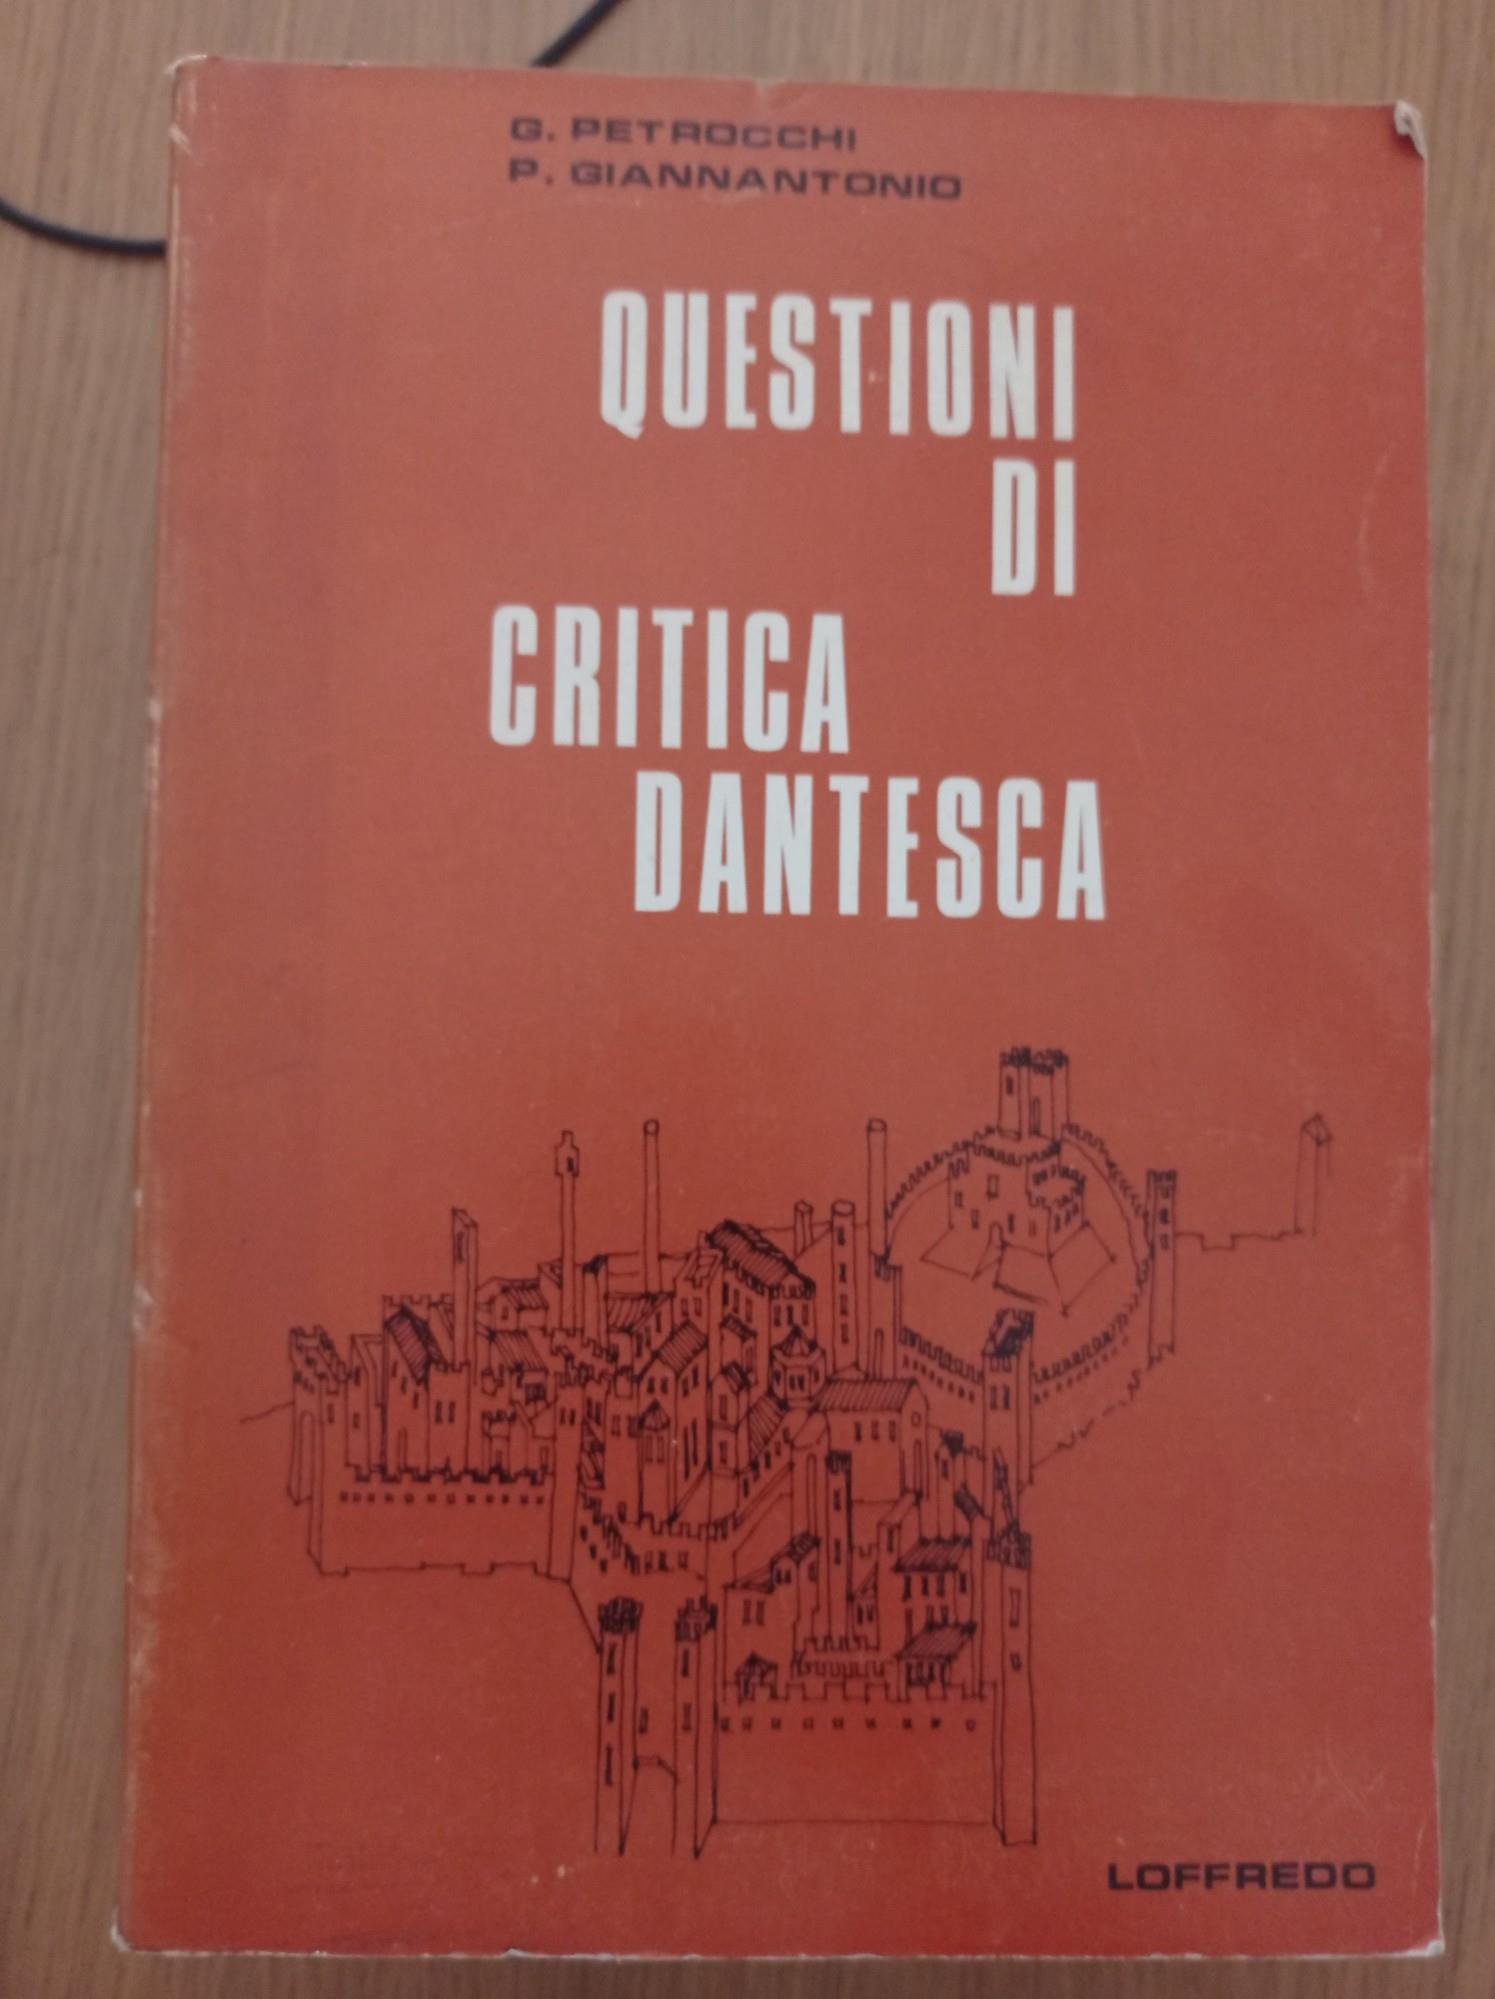 G. PETROCCHI
P. GIANNANTONIO
QUESTIONI
DI
CRITICA
DANTESCA
LOFFREDO